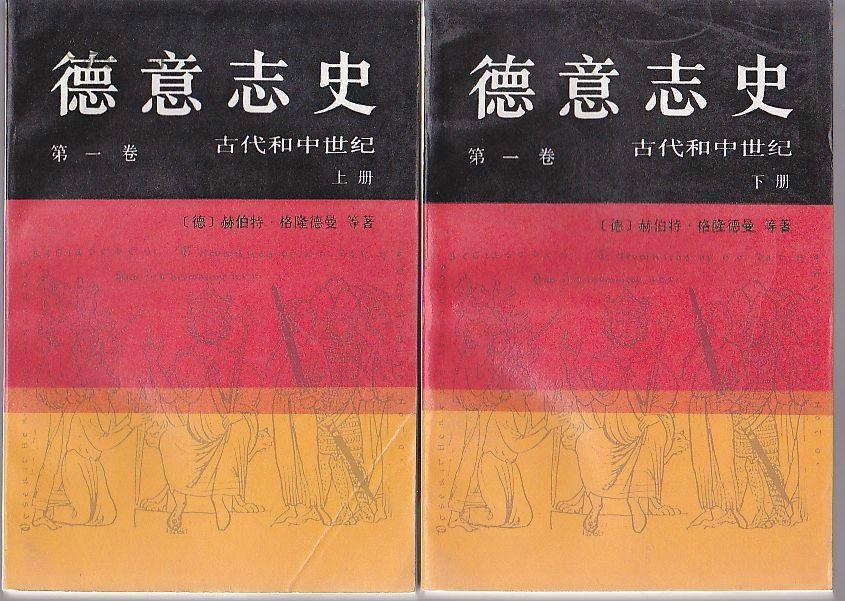 德意志史
第一卷
古代和中世纪
上册
〔德〕赫伯特·格隆德曼 等著
德意志史
第一卷
古代和中世纪
下册
〔德〕赫伯特·格隆德曼 等著